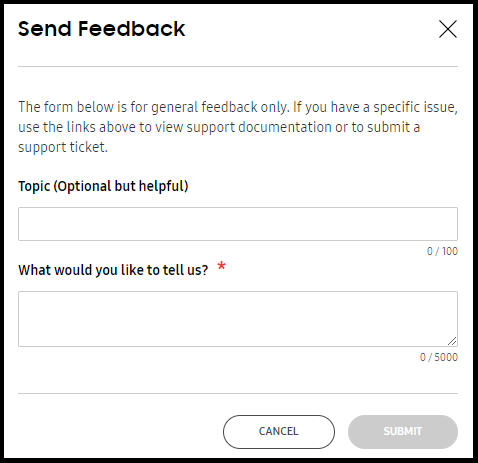 Send Feedback
The form below is for general feedback only. If you have a specific issue,
use the links above to view support documentation or to submit a
support ticket.
Topic (Optional but helpful)
0 / 100
What would you like to tell us? *
0 / 5000
CANCEL
SUBMIT